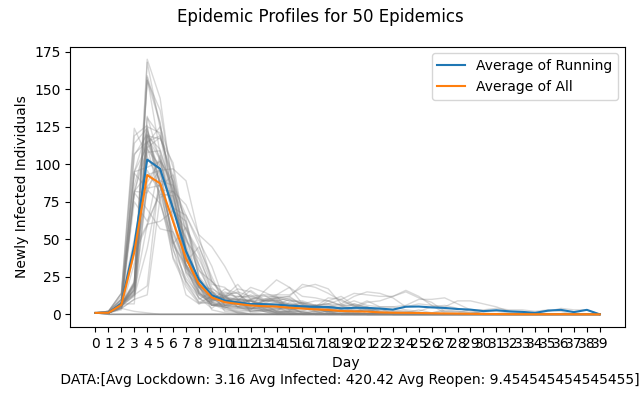 Epidemic Profiles for 50 Epidemics
175
150
125
100
75
50
25
0
Newly Infected Individuals
Average of Running
Average of All
0 1 2 3 4 5 6 7 8 9 10 11 12 13 14 15 16 17 18 19 20 21 22 23 24 25 26 27 28 29 30 31 32 33 34 35 36 37 38 39
Day
DATA:[Avg Lockdown: 3.16 Avg Infected: 420.42 Avg Reopen: 9.454545454545455]